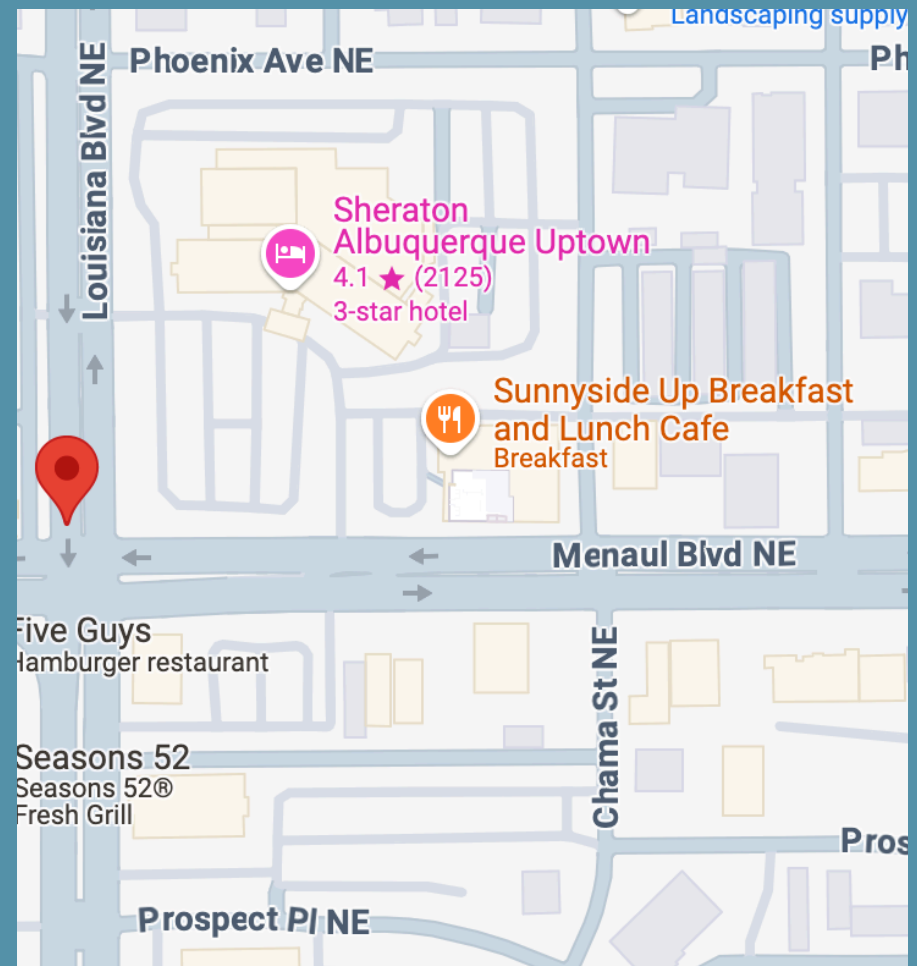 Landscaping supply
Phoenix Ave NE
Ph
Louisiana Blvd NE
Sheraton
Albuquerque Uptown
4.1 ★ (2125)
3-star hotel
Sunnyside Up Breakfast
and Lunch Cafe
Breakfast
Menaul Blvd NE
Five Guys
Hamburger restaurant
Chama St NE
Seasons 52
Seasons 52®
Fresh Grill
Pros
Prospect Pl NE